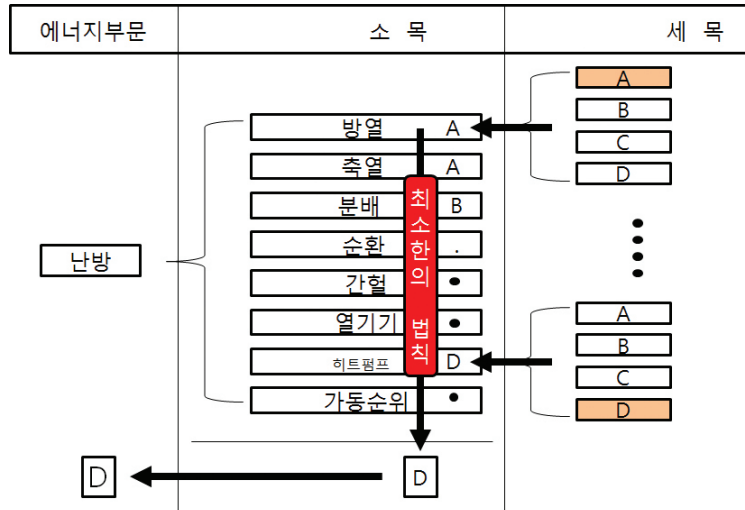 에너지부문 소 목 세 목
A
B
C
D
방열 A
축열 A
분배 B
순환 .
간헐 •
열기기 •
히트펌프 D
가동순위 •
최소한의 법칙
난방
A
B
C
D
D
D